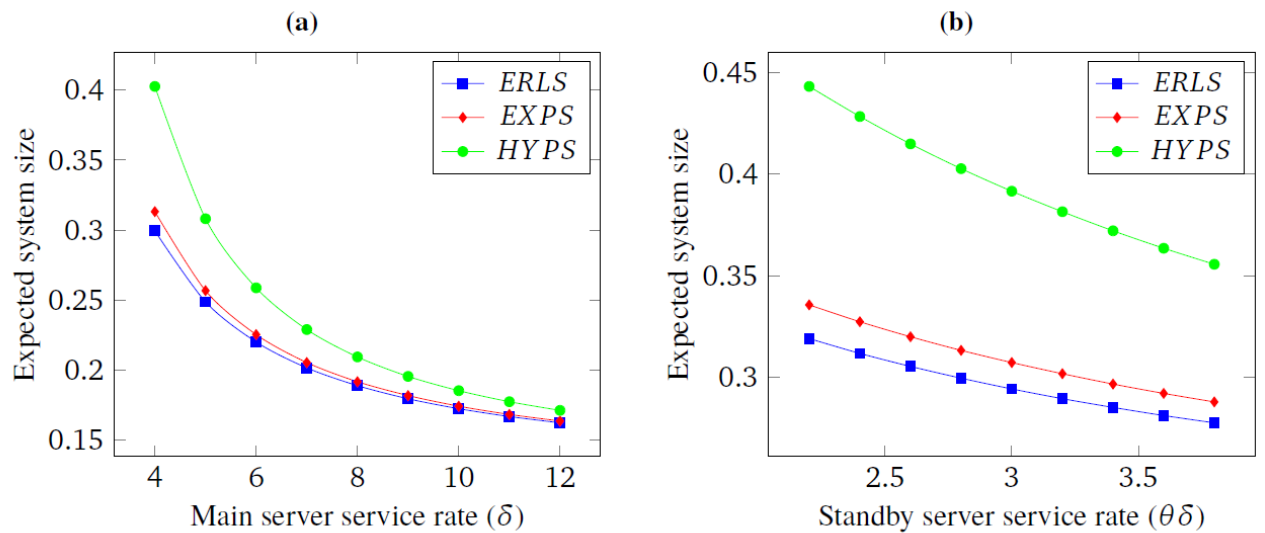 (a)
Expected system size
0.4
0.35
0.3
0.25
0.2
0.15
4 6 8 10 12
Main server service rate (δ)
ERLS
EXPS
HYPS
(b)
Expected system size
0.45
0.4
0.35
0.3
2.5 3 3.5
Standby server service rate (θδ)
ERLS
EXPS
HYPS